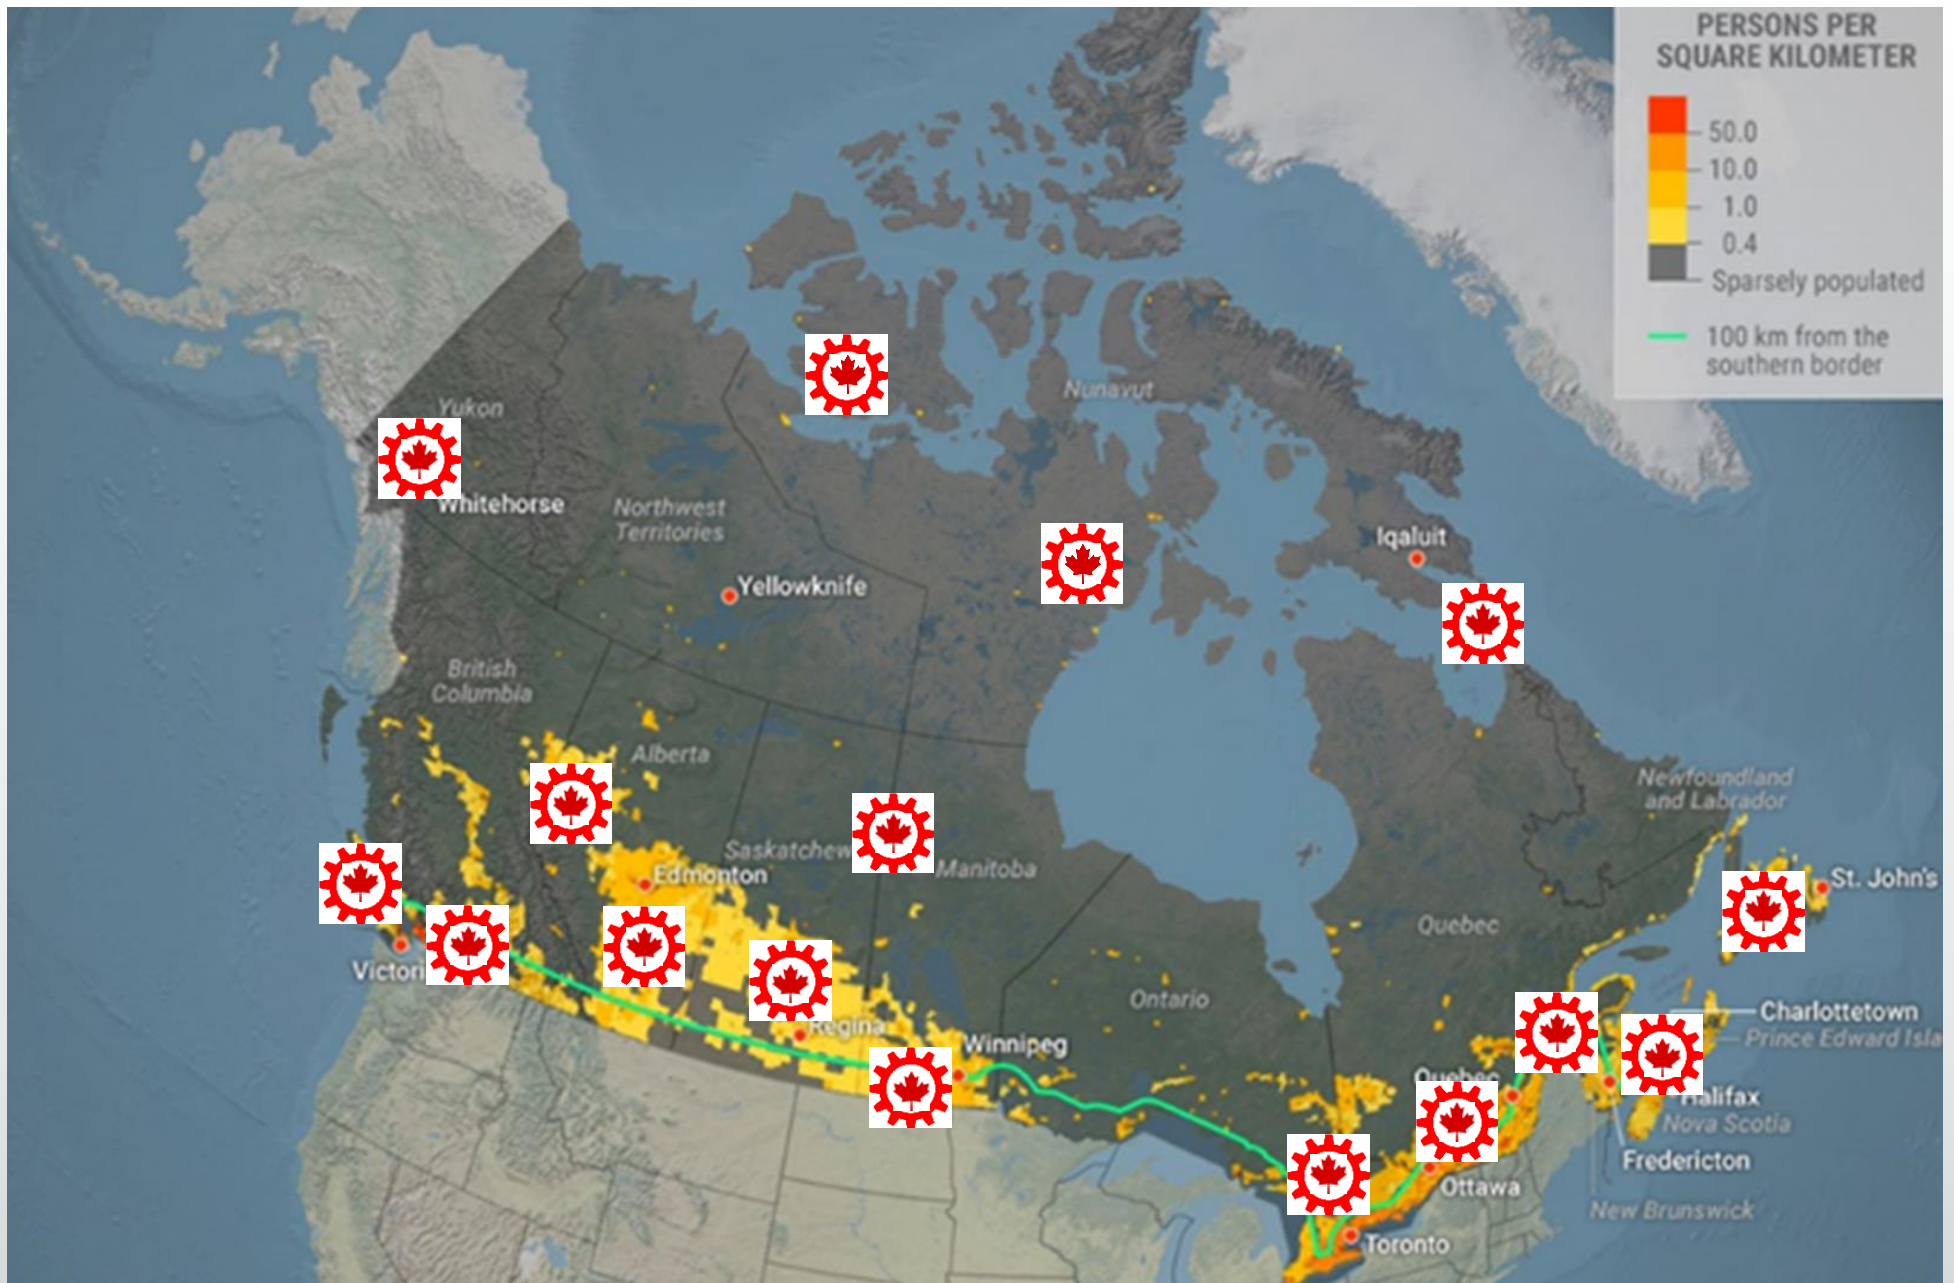 PERSONS PER
SQUARE KILOMETER
50.0
10.0
1.0
0.4
Sparsely populated
100 km from the
southern border
Yukon
Whitehorse
Northwest
Territories
Nunavut
Iqaluit
Yellowknife
British
Columbia
Alberta
Edmonton
Saskatchew
Manitoba
Newfoundland
and Labrador
St. John's
Quebec
Victori
Ontario
Regina
Winnipeg
Charlottetown
Prince Edward Isla
Quebec
Halifax
Nova Scotia
Fredericton
Ottawa
New Brunswick
Toronto